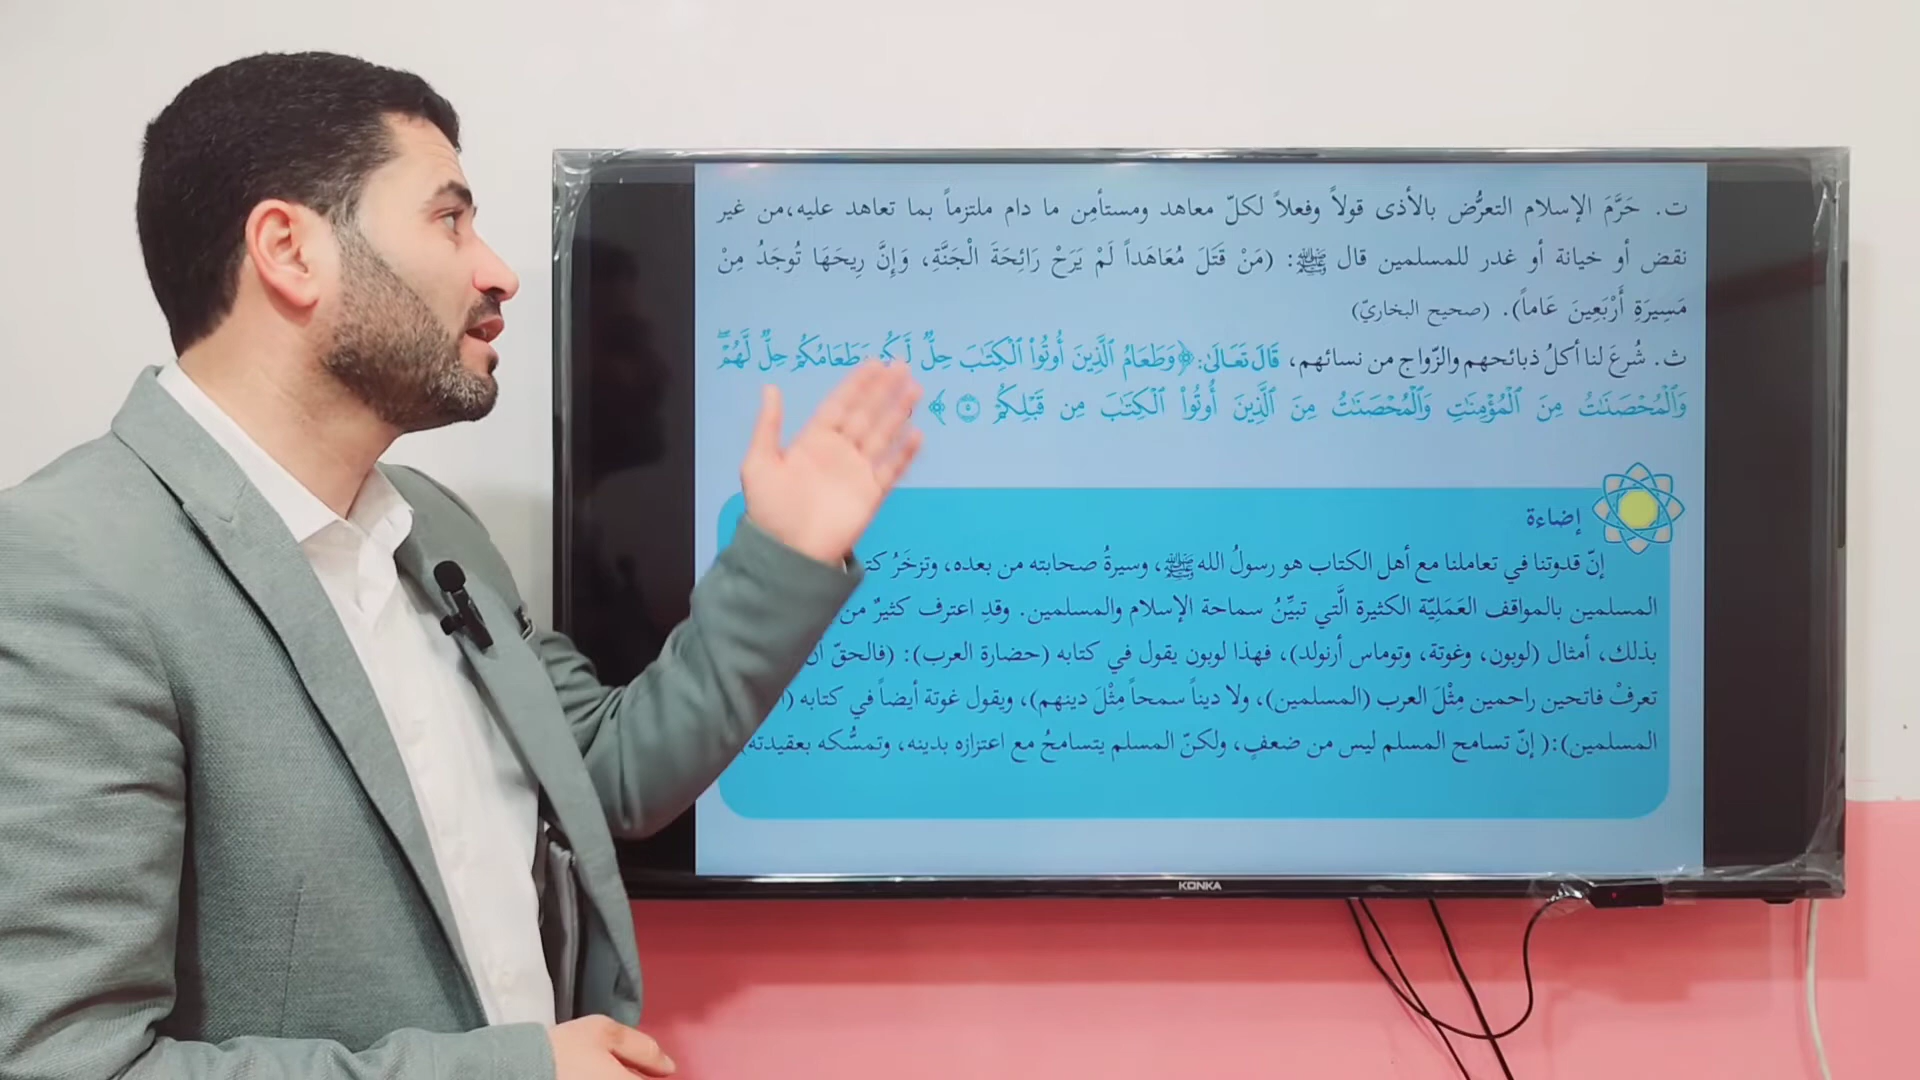 ت. حَرَّمَ الإسلام التعرُّض بالأذى قولاً وفعلاً لكلّ معاهد ومستأمِن ما دام ملتزماً بما تعاهد عليه،من غير
نقض أو خيانة أو غدر للمسلمين قال ﷺ: (مَنْ قَتَلَ مُعَاهَداً لَمْ يَرَحْ رَائِحَةَ الْجَنَّةِ، وَإِنَّ رِيحَهَا تُوجَدُ مِنْ
مَسِيرَةِ أَرْبَعِينَ عَاماً). (صحيح البخاريّ)
ث. شُرعَ لنا أكلُ ذبائحهم والزّواج من نسائهم، قَالَ تَعَالَىٰ: ﴿وَطَعَامُ ٱلَّذِينَ أُوتُواْ ٱلْكِتَٰبَ حِلٌّ لَّكُمْ وَطَعَامُكُمْ حِلٌّ لَّهُمْۖ
وَٱلْمُحْصَنَٰتُ مِنَ ٱلْمُؤْمِنَٰتِ وَٱلْمُحْصَنَٰتُ مِنَ ٱلَّذِينَ أُوتُواْ ٱلْكِتَٰبَ مِن قَبْلِكُمْ ۝٥ ﴾
إضاءة
إنّ قدوتنا في تعاملنا مع أهل الكتاب هو رسولُ الله ﷺ، وسيرةُ صحابته من بعده، وتزخَرُ
المسلمين بالمواقف العَمَلِيّة الكثيرة الَّتي تبيِّنُ سماحة الإسلام والمسلمين. وقدِ اعترف كثيرٌ من
بذلك، أمثال (لوبون، وغوتة، وتوماس أرنولد)، فهذا لوبون يقول في كتابه (حضارة العرب): (فالحقّ أن
تعرفْ فاتحين راحمين مِثْلَ العرب (المسلمين)، ولا ديناً سمحاً مِثْلَ دينهم)، ويقول غوتة أيضاً في كتابه
المسلمين):( إنّ تسامح المسلم ليس من ضعفٍ، ولكنّ المسلم يتسامحُ مع اعتزازه بدينه، وتمسُّكه بعقيدته)
KONKA